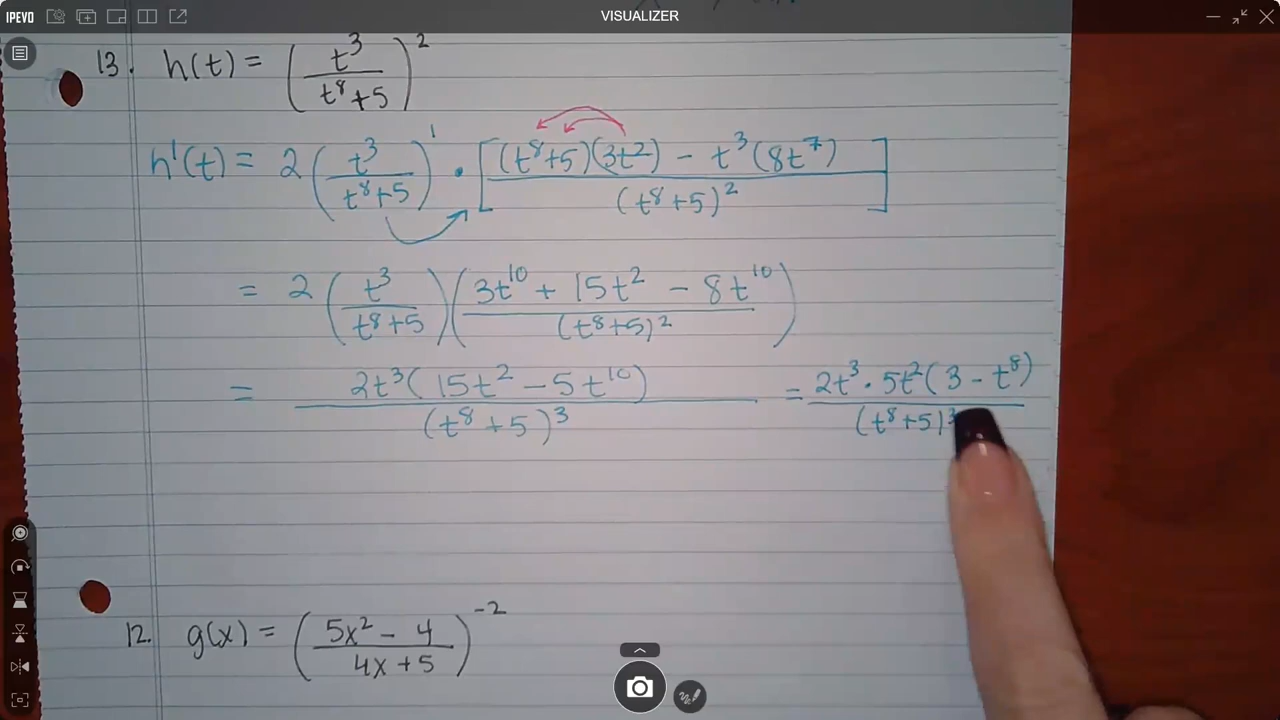 IPEVO VISUALIZER
13. h(t) = (t³/(t⁸+5))²
h'(t) = 2(t³/(t⁸+5))¹ · [((t⁸+5)(3t²) − t³(8t⁷))/(t⁸+5)²]
= 2(t³/(t⁸+5))((3t¹⁰ + 15t² − 8t¹⁰)/(t⁸+5)²)
= 2t³(15t² − 5t¹⁰)/(t⁸+5)³ = 2t³ · 5t²(3 − t⁸)/(t⁸+5)³
12. g(x) = ((5x² − 4)/(4x + 5))⁻²